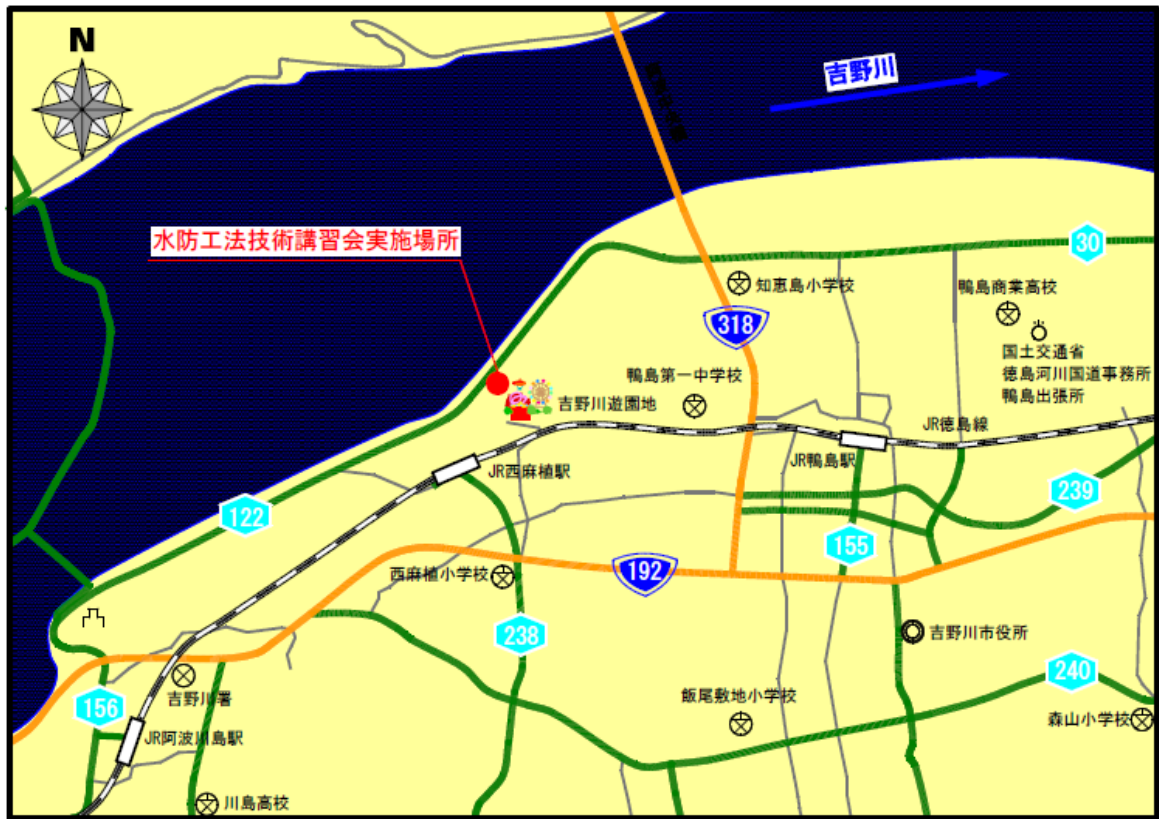 N
吉野川
水防工法技術講習会実施場所
30
知恵島小学校
鴨島商業高校
318
国土交通省
徳島河川国道事務所
鴨島出張所
鴨島第一中学校
吉野川遊園地
JR徳島線
JR西麻植駅
JR鴨島駅
239
122
155
西麻植小学校
192
238
吉野川市役所
240
吉野川署
飯尾敷地小学校
156
森山小学校
JR阿波川島駅
川島高校